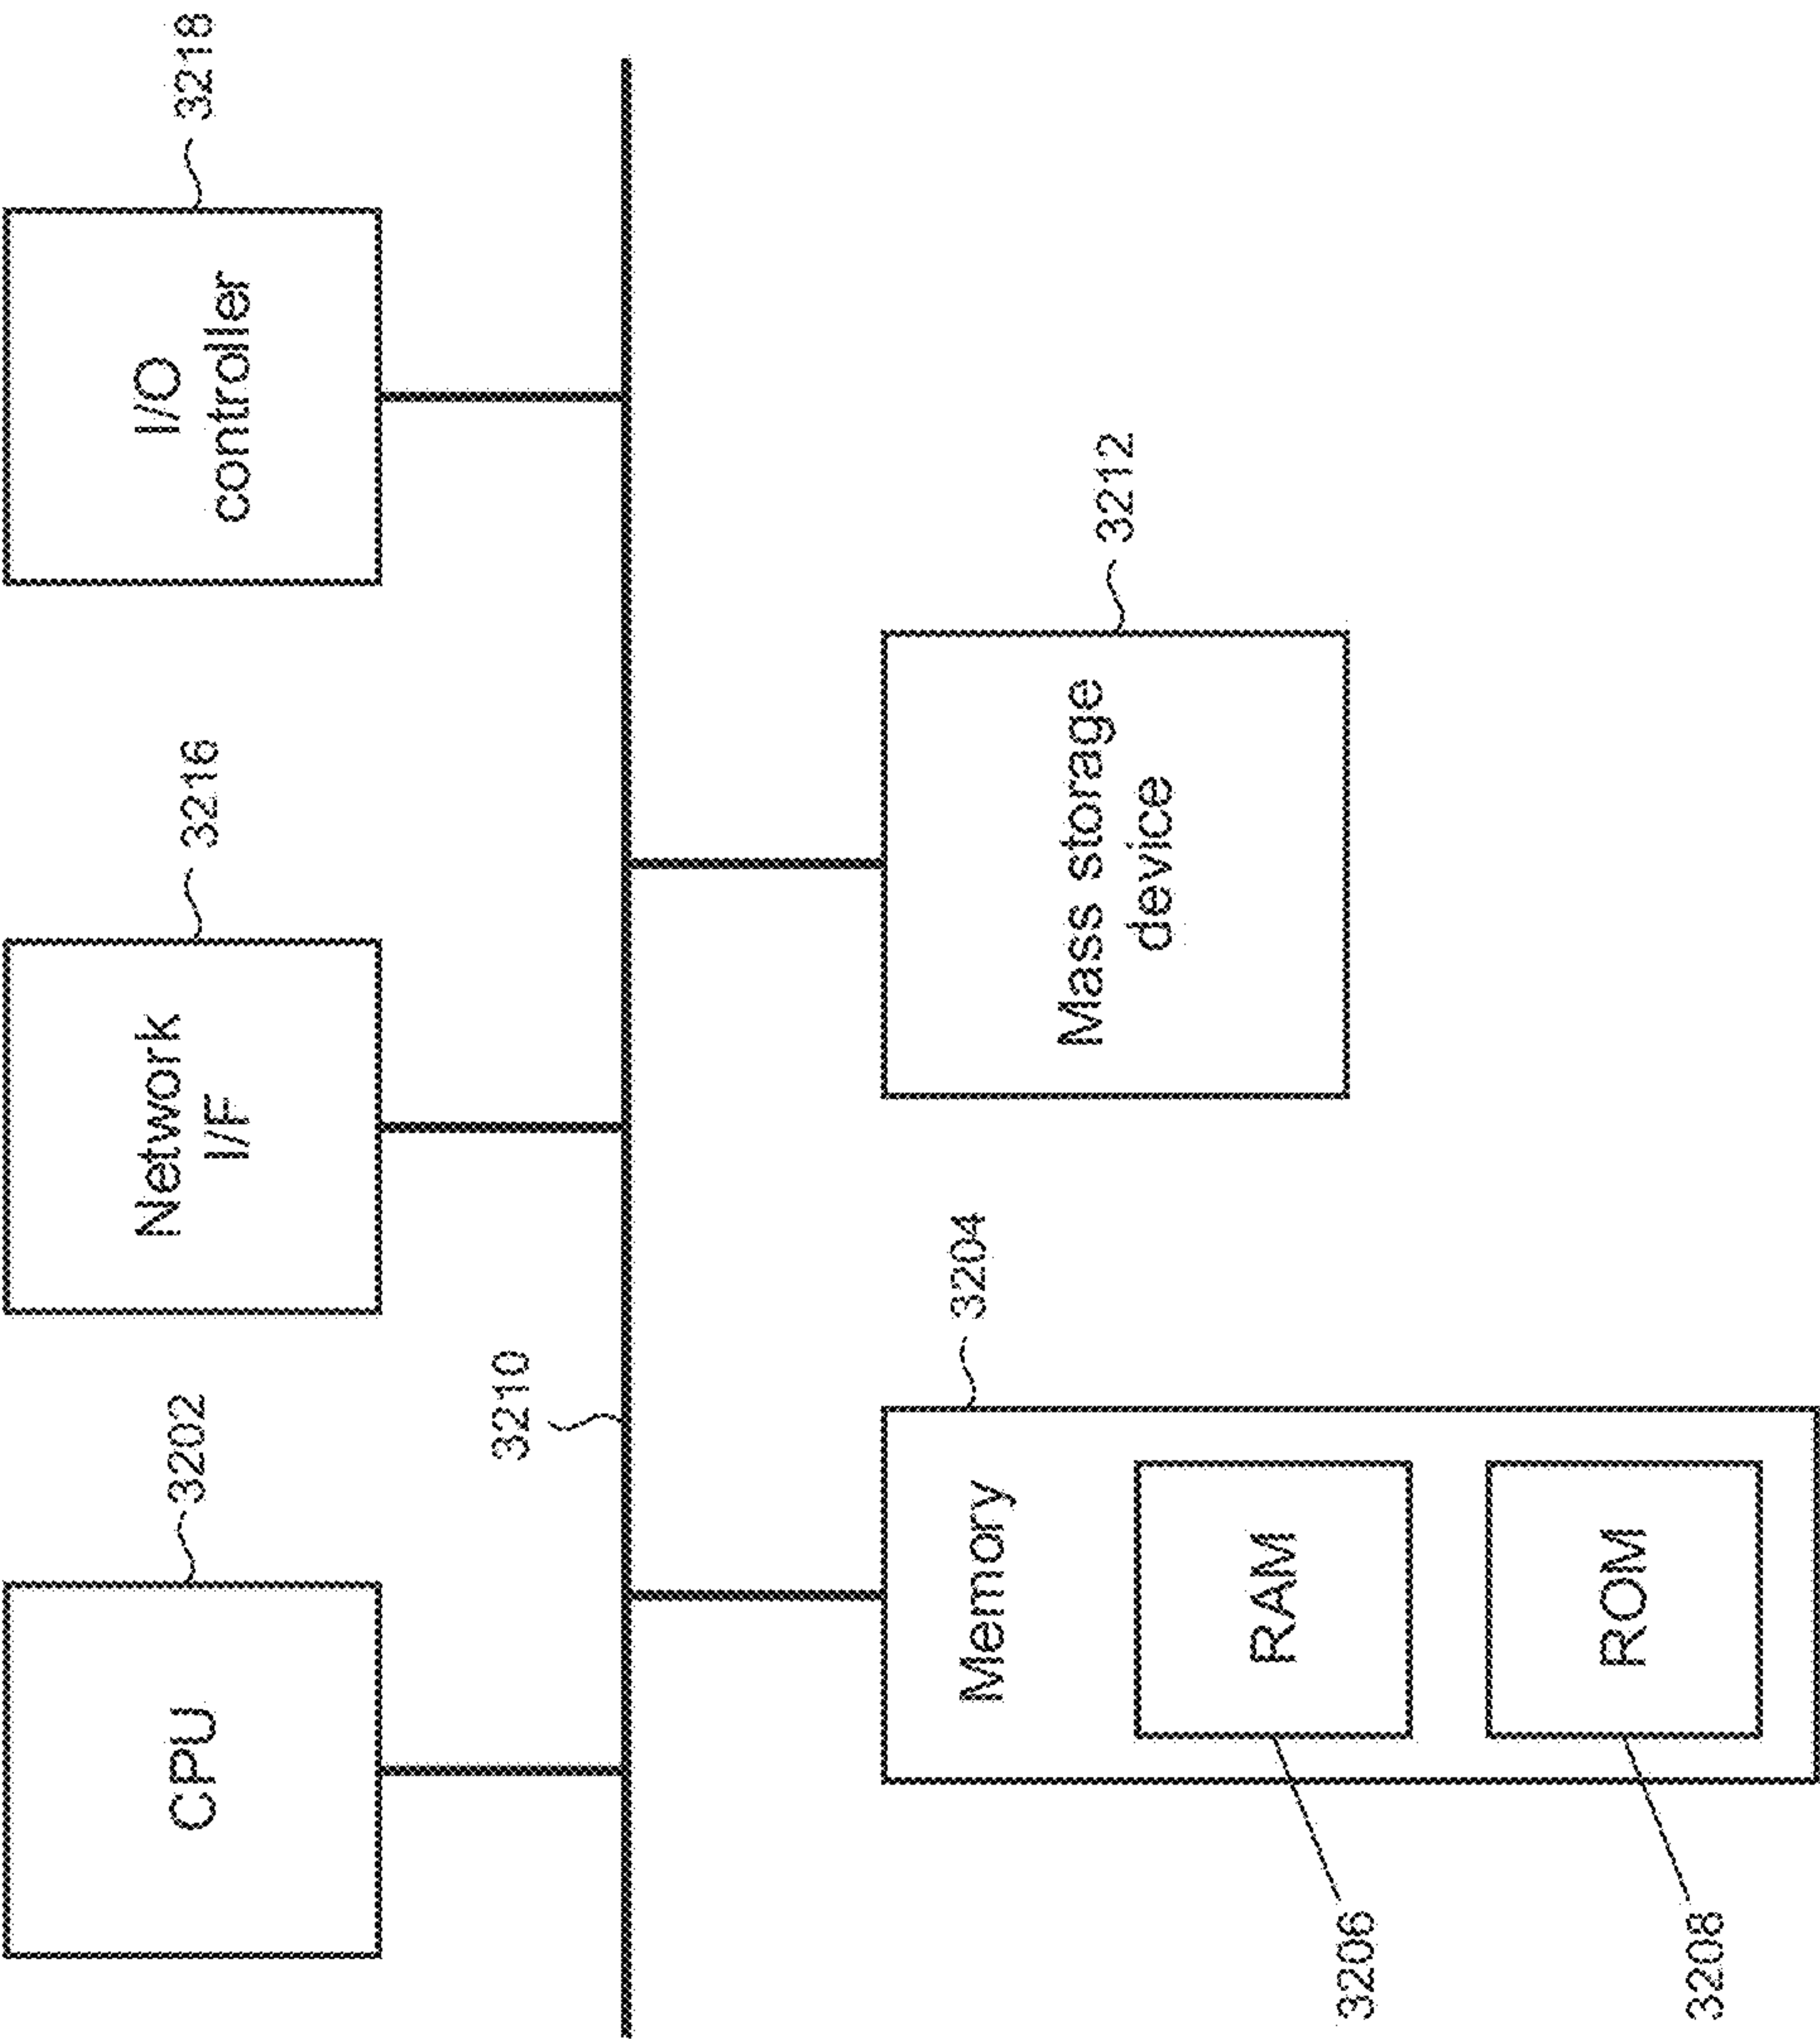 CPU
3202
Network
I/F
3216
I/O
controller
3218
3210
Memory
3204
RAM
3206
ROM
3208
Mass storage
device
3212